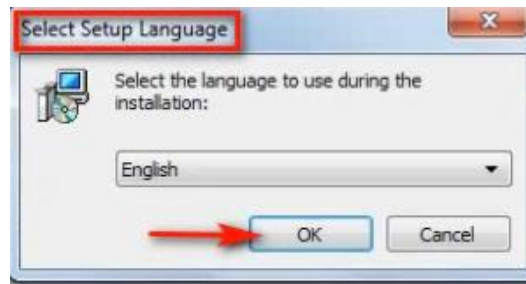 Select Setup Language
Select the language to use during the
installation:
English
OK
Cancel